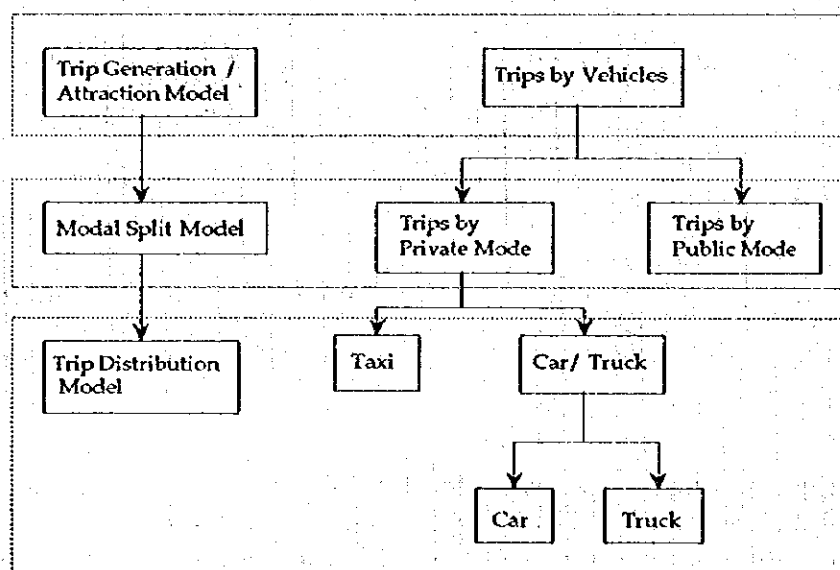 Trip Generation /
Attraction Model
Trips by Vehicles
Modal Split Model
Trips by
Private Mode
Trips by
Public Mode
Trip Distribution
Model
Taxi
Car/ Truck
Car
Truck